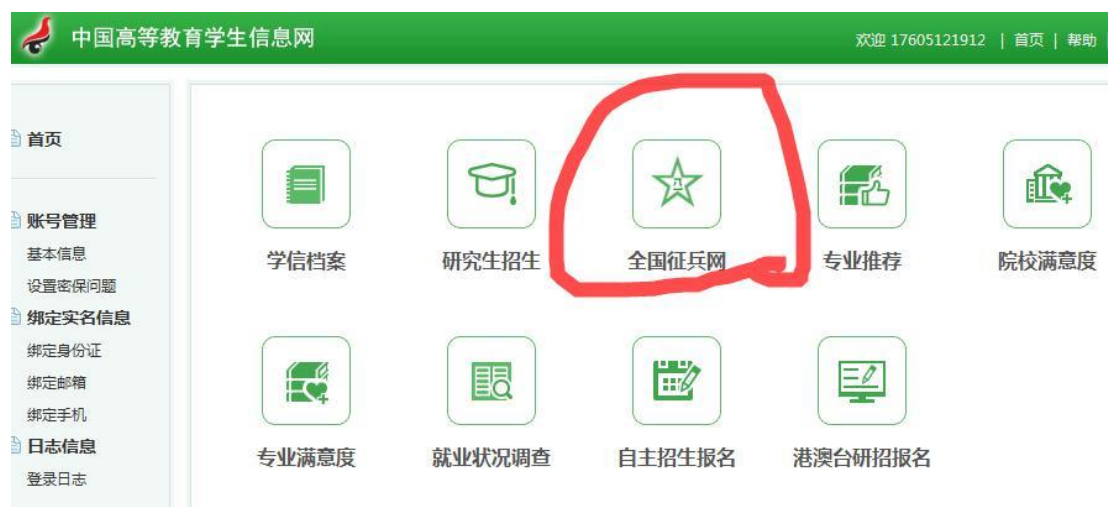 中国高等教育学生信息网
欢迎 17605121912 | 首页 | 帮助 |
首页
账号管理
基本信息
设置密保问题
绑定实名信息
绑定身份证
绑定邮箱
绑定手机
日志信息
登录日志
学信档案 研究生招生 全国征兵网 专业推荐 院校满意度
专业满意度 就业状况调查 自主招生报名 港澳台研招报名